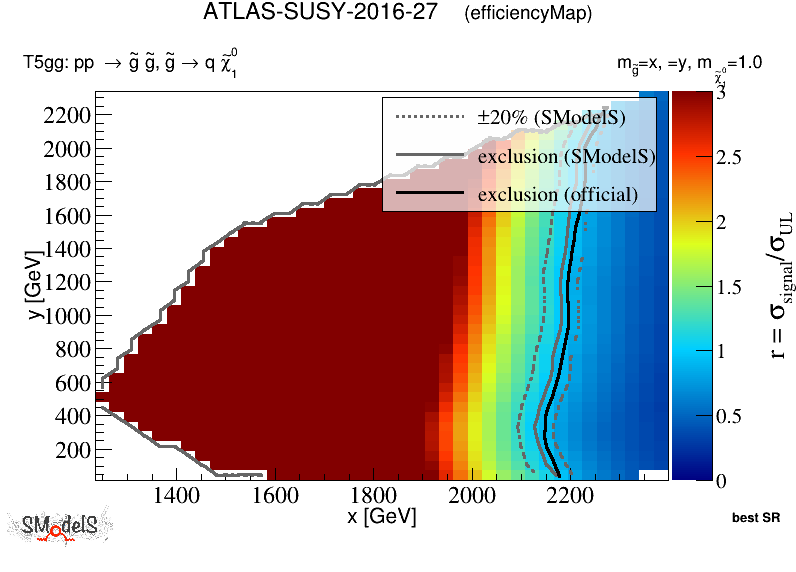 ATLAS-SUSY-2016-27 (efficiencyMap)
T5gg: pp → g̃ g̃, g̃ → q χ̃₁⁰
m_g̃=x, =y, m_χ̃₁⁰=1.0
±20% (SModelS)
exclusion (SModelS)
exclusion (official)
2200
2000
1800
1600
1400
1200
1000
800
600
400
200
y [GeV]
1400 1600 1800 2000 2200
x [GeV]
3
2.5
2
1.5
1
0.5
0
r = σ_signal/σ_UL
SModelS
best SR